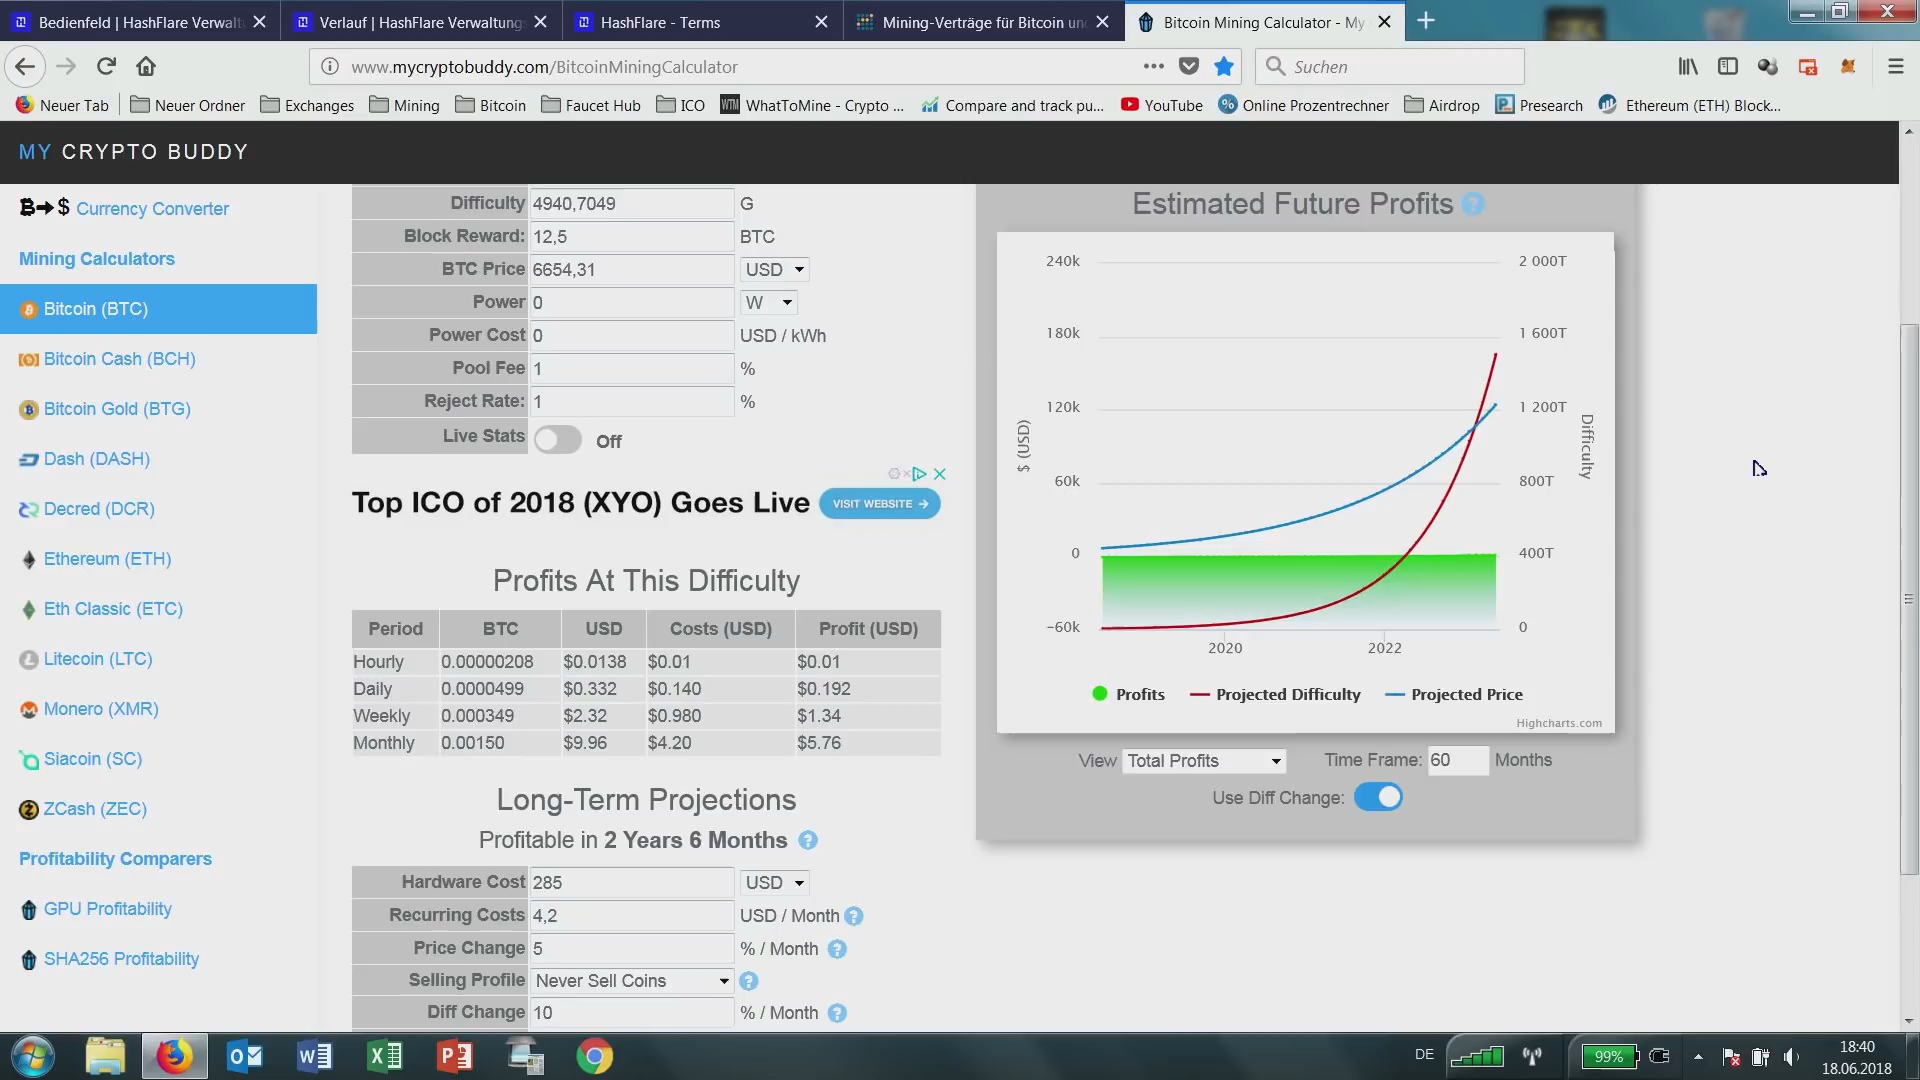 Bedienfeld | HashFlare Verwalt
Verlauf | HashFlare Verwaltung
HashFlare - Terms
Mining-Verträge für Bitcoin un
Bitcoin Mining Calculator - My
www.mycryptobuddy.com/BitcoinMiningCalculator
Suchen
Neuer Tab
Neuer Ordner
Exchanges
Mining
Bitcoin
Faucet Hub
ICO
WTM
WhatToMine - Crypto ...
Compare and track pu...
YouTube
Online Prozentrechner
Airdrop
Presearch
Ethereum (ETH) Block...
MY CRYPTO BUDDY
Currency Converter
Mining Calculators
Bitcoin (BTC)
Bitcoin Cash (BCH)
Bitcoin Gold (BTG)
Dash (DASH)
Decred (DCR)
Ethereum (ETH)
Eth Classic (ETC)
Litecoin (LTC)
Monero (XMR)
Siacoin (SC)
ZCash (ZEC)
Profitability Comparers
GPU Profitability
SHA256 Profitability
Difficulty 4940,7049 G
Block Reward: 12,5 BTC
BTC Price 6654,31 USD
Power 0 W
Power Cost 0 USD / kWh
Pool Fee 1 %
Reject Rate: 1 %
Live Stats Off
Top ICO of 2018 (XYO) Goes Live VISIT WEBSITE
Profits At This Difficulty
Period BTC USD Costs (USD) Profit (USD)
Hourly 0.00000208 $0.0138 $0.01 $0.01
Daily 0.0000499 $0.332 $0.140 $0.192
Weekly 0.000349 $2.32 $0.980 $1.34
Monthly 0.00150 $9.96 $4.20 $5.76
Long-Term Projections
Profitable in 2 Years 6 Months
Hardware Cost 285 USD
Recurring Costs 4,2 USD / Month
Price Change 5 % / Month
Selling Profile Never Sell Coins
Diff Change 10 % / Month
Estimated Future Profits
240k 2 000T
180k 1 600T
120k 1 200T
60k 800T
0 400T
-60k 0
$ (USD)
Difficulty
2020 2022
Profits Projected Difficulty Projected Price
Highcharts.com
View Total Profits Time Frame: 60 Months
Use Diff Change:
DE
99%
18:40
18.06.2018